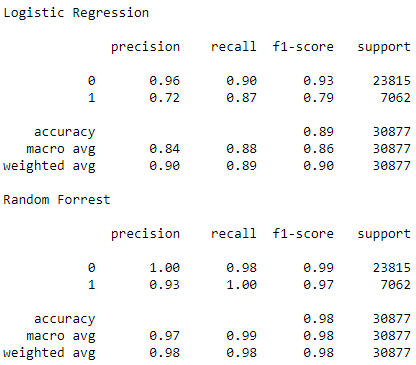 Logistic Regression
precision recall f1-score support
0 0.96 0.90 0.93 23815
1 0.72 0.87 0.79 7062
accuracy 0.89 30877
macro avg 0.84 0.88 0.86 30877
weighted avg 0.90 0.89 0.90 30877
Random Forrest
precision recall f1-score support
0 1.00 0.98 0.99 23815
1 0.93 1.00 0.97 7062
accuracy 0.98 30877
macro avg 0.97 0.99 0.98 30877
weighted avg 0.98 0.98 0.98 30877